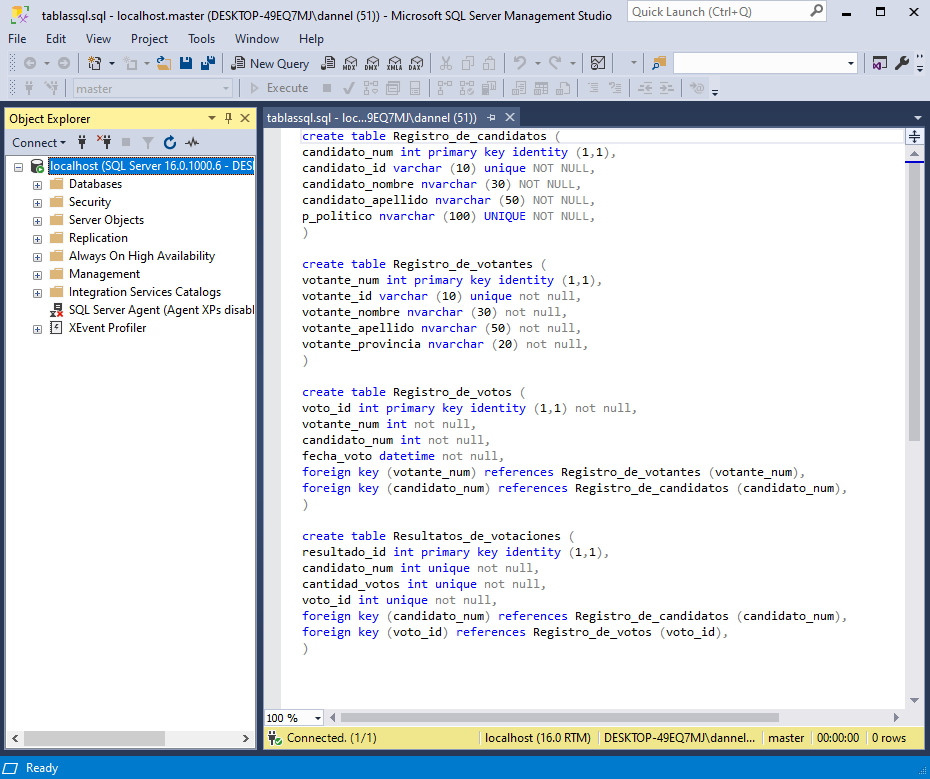 tablassql.sql - localhost.master (DESKTOP-49EQ7MJ\dannel (51)) - Microsoft SQL Server Management Studio
Quick Launch (Ctrl+Q)
File Edit View Project Tools Window Help
New Query MDX DMX XMLA DAX
master Execute
Object Explorer
tablassql.sql - loc...9EQ7MJ\dannel (51))
Connect
localhost (SQL Server 16.0.1000.6 - DESI
Databases
Security
Server Objects
Replication
Always On High Availability
Management
Integration Services Catalogs
SQL Server Agent (Agent XPs disabl
XEvent Profiler
create table Registro_de_candidatos (
candidato_num int primary key identity (1,1),
candidato_id varchar (10) unique NOT NULL,
candidato_nombre nvarchar (30) NOT NULL,
candidato_apellido nvarchar (50) NOT NULL,
p_politico nvarchar (100) UNIQUE NOT NULL,
)
create table Registro_de_votantes (
votante_num int primary key identity (1,1),
votante_id varchar (10) unique not null,
votante_nombre nvarchar (30) not null,
votante_apellido nvarchar (50) not null,
votante_provincia nvarchar (20) not null,
)
create table Registro_de_votos (
voto_id int primary key identity (1,1) not null,
votante_num int not null,
candidato_num int not null,
fecha_voto datetime not null,
foreign key (votante_num) references Registro_de_votantes (votante_num),
foreign key (candidato_num) references Registro_de_candidatos (candidato_num),
)
create table Resultatos_de_votaciones (
resultado_id int primary key identity (1,1),
candidato_num int unique not null,
cantidad_votos int unique not null,
voto_id int unique not null,
foreign key (candidato_num) references Registro_de_candidatos (candidato_num),
foreign key (voto_id) references Registro_de_votos (voto_id),
)
100 %
Connected. (1/1) localhost (16.0 RTM) DESKTOP-49EQ7MJ\dannel... master 00:00:00 0 rows
Ready